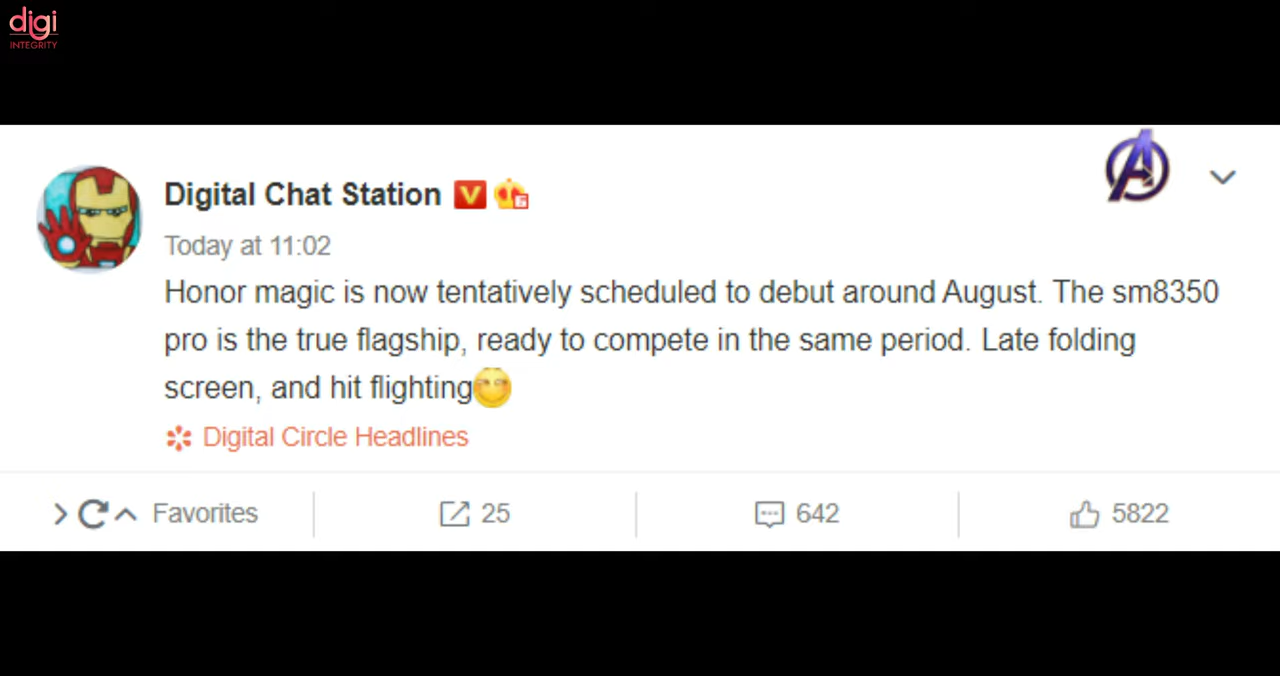 digi
INTEGRITY
Digital Chat Station
Today at 11:02
Honor magic is now tentatively scheduled to debut around August. The sm8350
pro is the true flagship, ready to compete in the same period. Late folding
screen, and hit flighting
Digital Circle Headlines
Favorites
25
642
5822